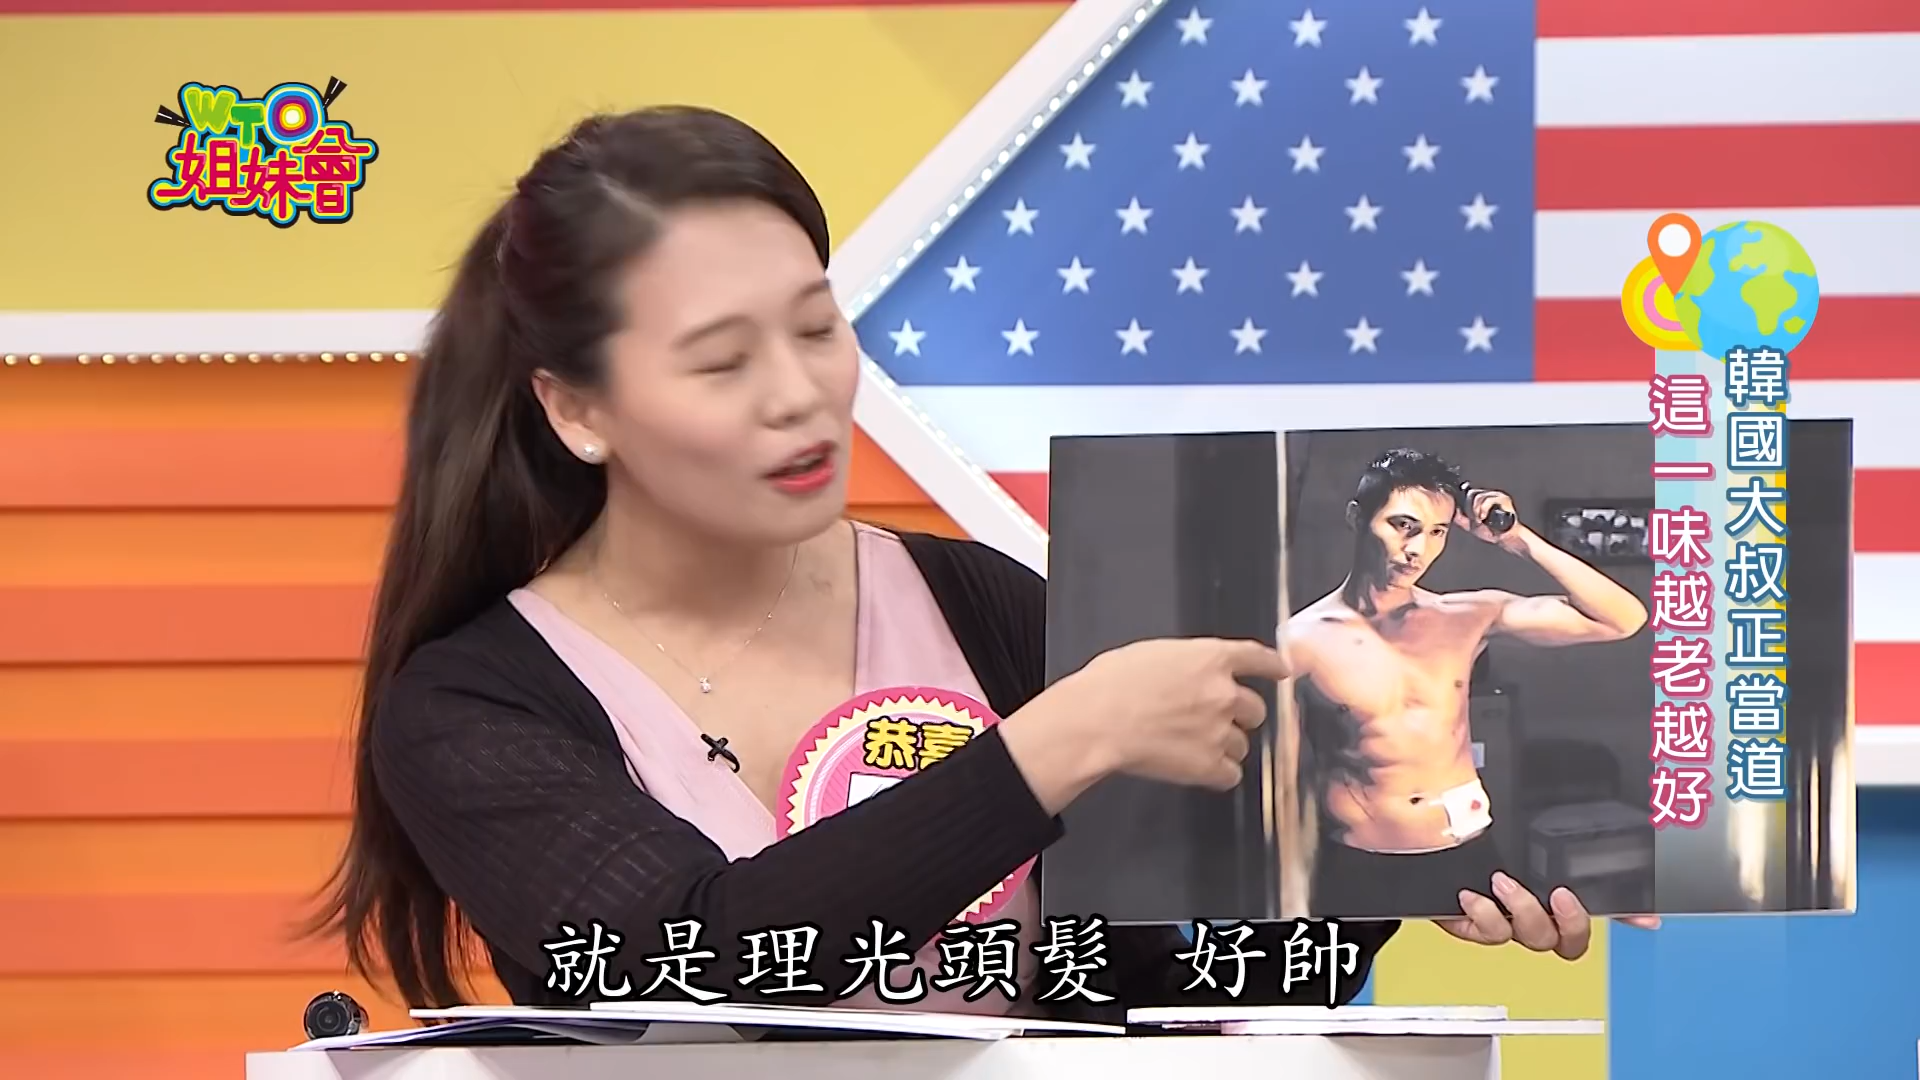 WTO
姐妹會
韓國大叔正當道
這一味越老越好
恭喜
就是理光頭髮 好帥